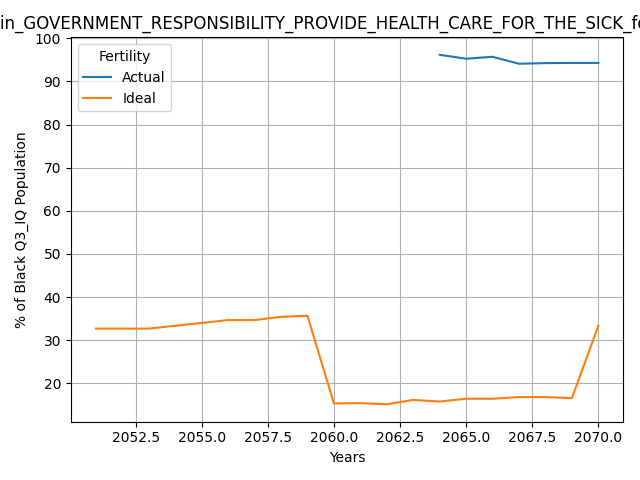 in_GOVERNMENT_RESPONSIBILITY_PROVIDE_HEALTH_CARE_FOR_THE_SICK_f
Fertility
Actual
Ideal
100
90
80
70
60
50
40
30
20
% of Black Q3_IQ Population
2052.5 2055.0 2057.5 2060.0 2062.5 2065.0 2067.5 2070.0
Years